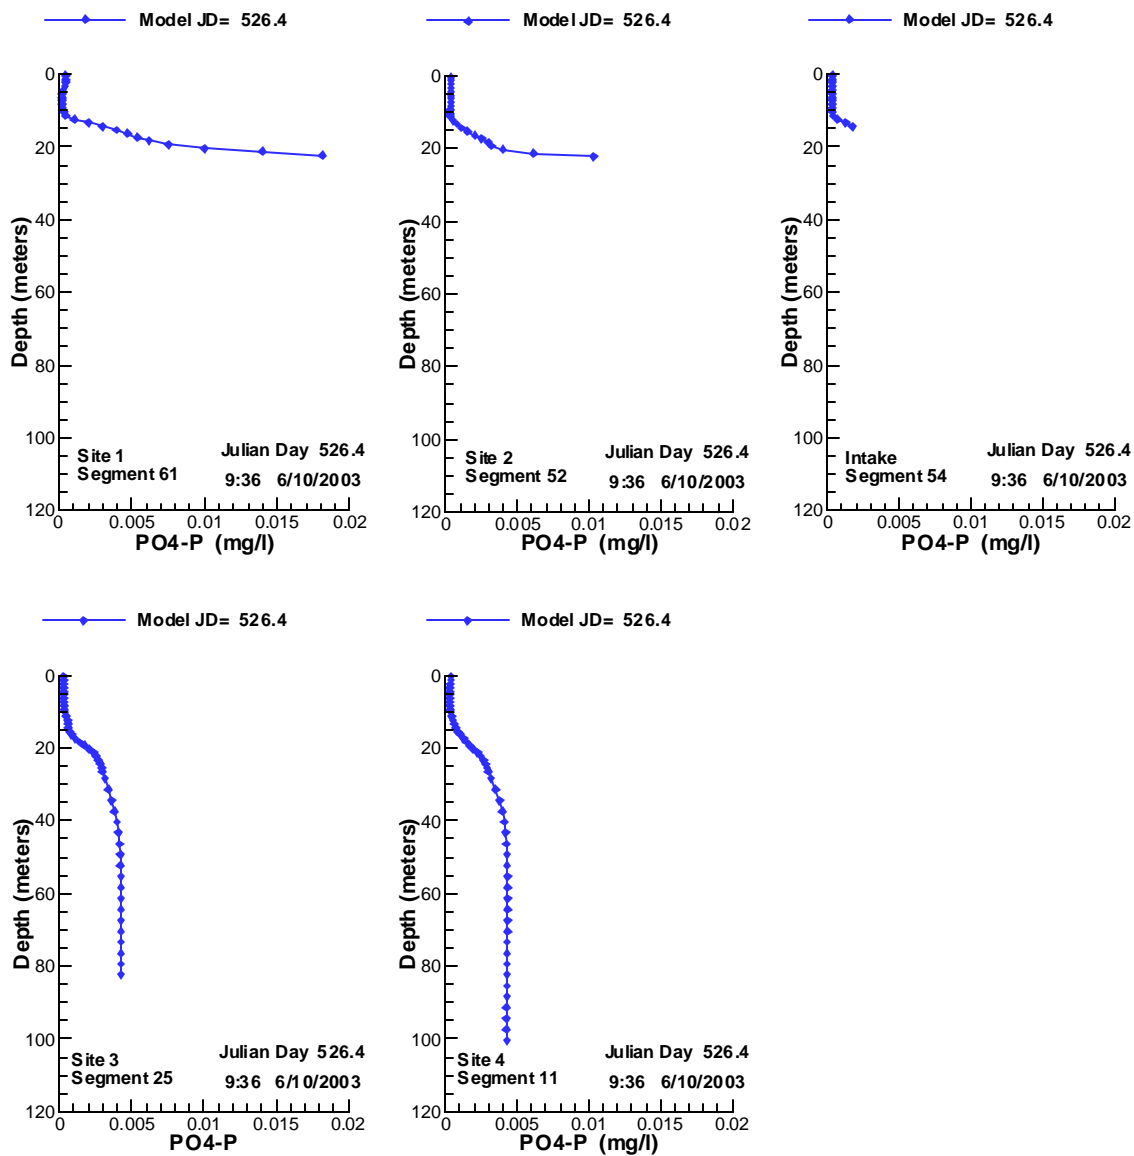 Model JD= 526.4
0
20
40
60
80
100
120
Depth (meters)
Site 1
Segment 61
Julian Day 526.4
9:36 6/10/2003
0 0.005 0.01 0.015 0.02
PO4-P (mg/l)
Model JD= 526.4
0
20
40
60
80
100
120
Depth (meters)
Site 2
Segment 52
Julian Day 526.4
9:36 6/10/2003
0 0.005 0.01 0.015 0.02
PO4-P (mg/l)
Model JD= 526.4
0
20
40
60
80
100
120
Depth (meters)
Intake
Segment 54
Julian Day 526.4
9:36 6/10/2003
0 0.005 0.01 0.015 0.02
PO4-P (mg/l)
Model JD= 526.4
0
20
40
60
80
100
120
Depth (meters)
Site 3
Segment 25
Julian Day 526.4
9:36 6/10/2003
0 0.005 0.01 0.015 0.02
PO4-P
Model JD= 526.4
0
20
40
60
80
100
120
Depth (meters)
Site 4
Segment 11
Julian Day 526.4
9:36 6/10/2003
0 0.005 0.01 0.015 0.02
PO4-P (mg/l)